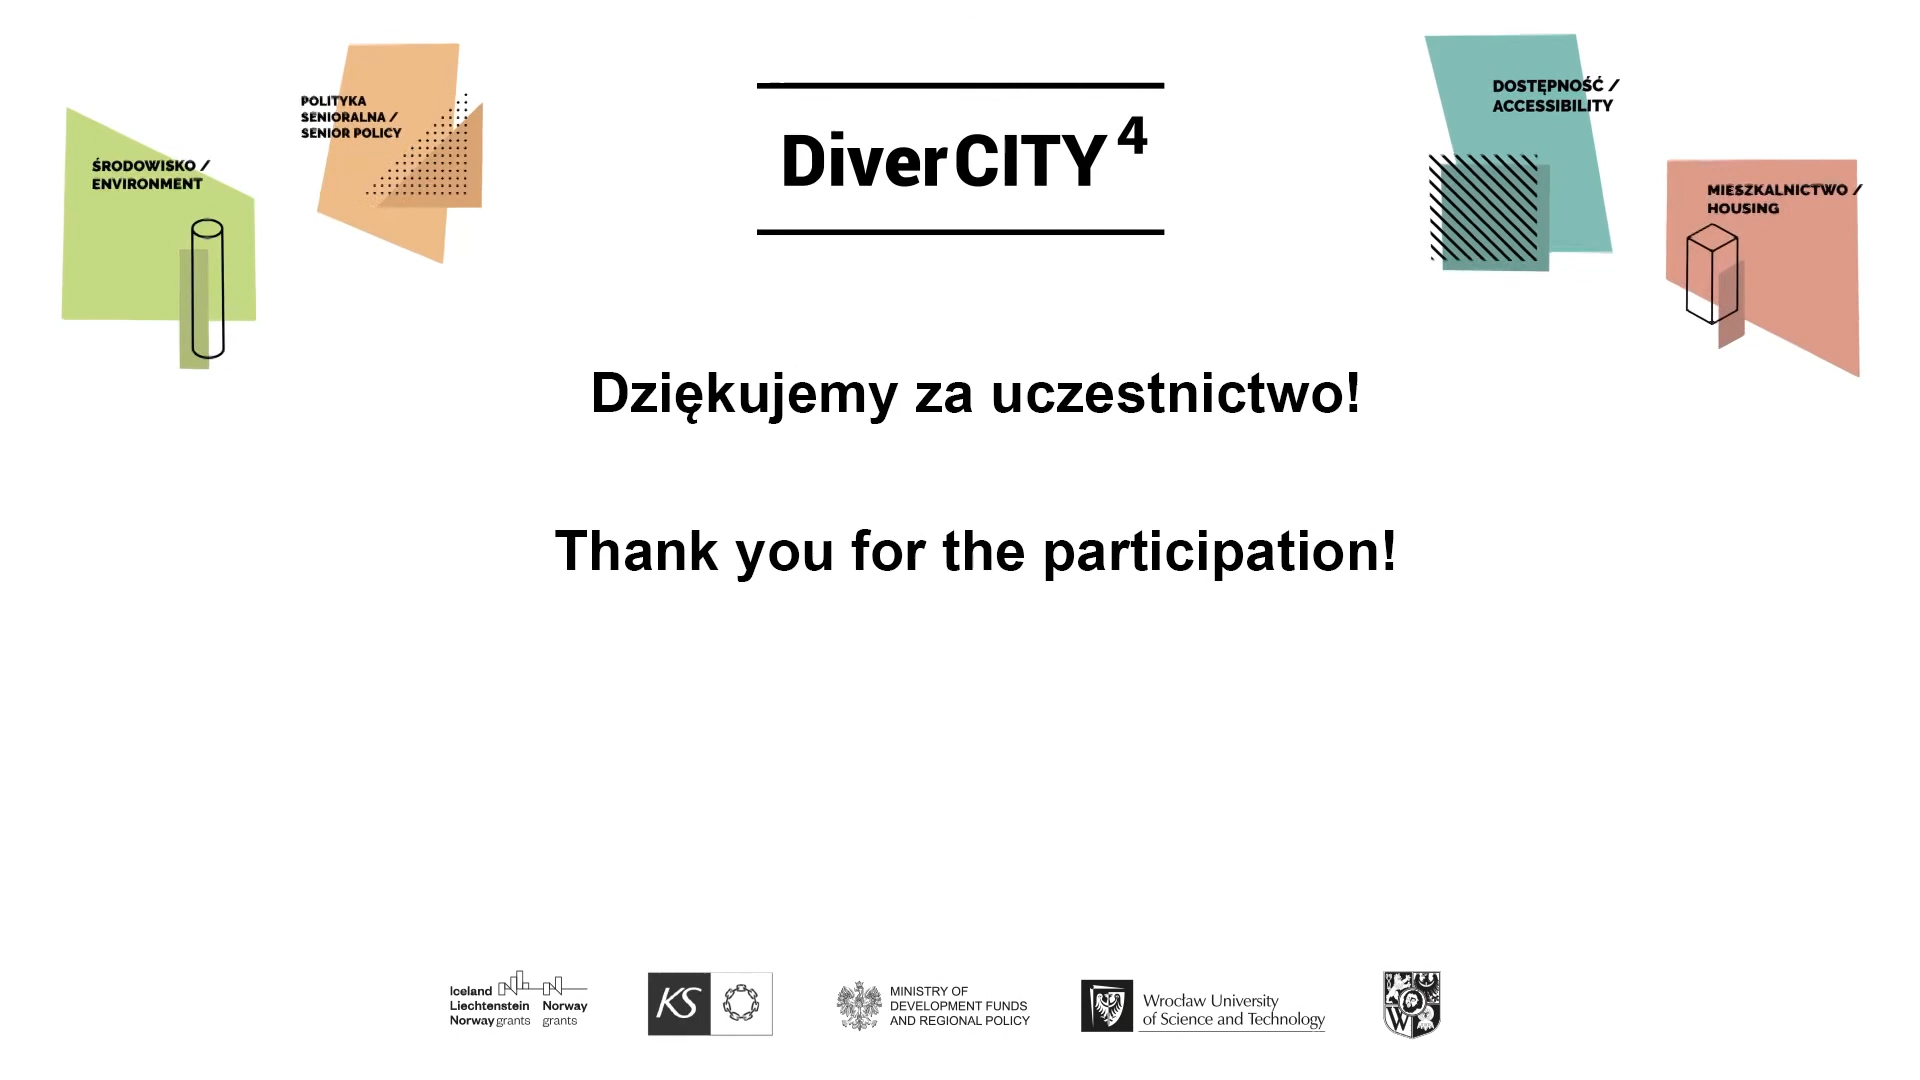 ŚRODOWISKO /
ENVIRONMENT
POLITYKA
SENIORALNA /
SENIOR POLICY
DiverCITY⁴
DOSTĘPNOŚĆ /
ACCESSIBILITY
MIESZKALNICTWO /
HOUSING
Dziękujemy za uczestnictwo!
Thank you for the participation!
Iceland
Liechtenstein
Norway grants
Norway
grants
KS
MINISTRY OF
DEVELOPMENT FUNDS
AND REGIONAL POLICY
Wrocław University
of Science and Technology
W